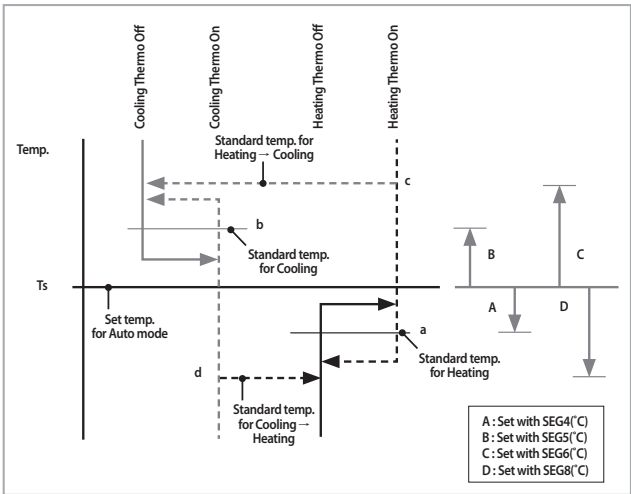 Cooling Thermo Off
Cooling Thermo On
Heating Thermo Off
Heating Thermo On
Temp.
Standard temp. for
Heating → Cooling
c
b
Standard temp.
for Cooling
B
C
Ts
Set temp.
for Auto mode
A
D
a
Standard temp.
for Heating
d
Standard temp.
for Cooling →
Heating
A : Set with SEG4(˚C)
B : Set with SEG5(˚C)
C : Set with SEG6(˚C)
D : Set with SEG8(˚C)